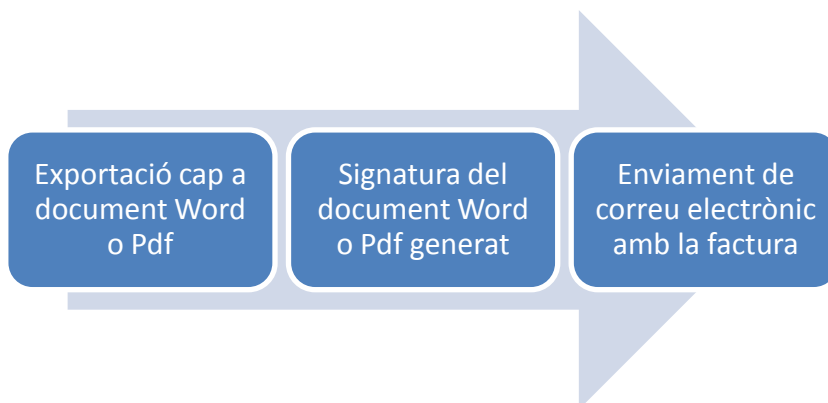 Exportació cap a
document Word
o Pdf
Signatura del
document Word
o Pdf generat
Enviament de
correu electrònic
amb la factura